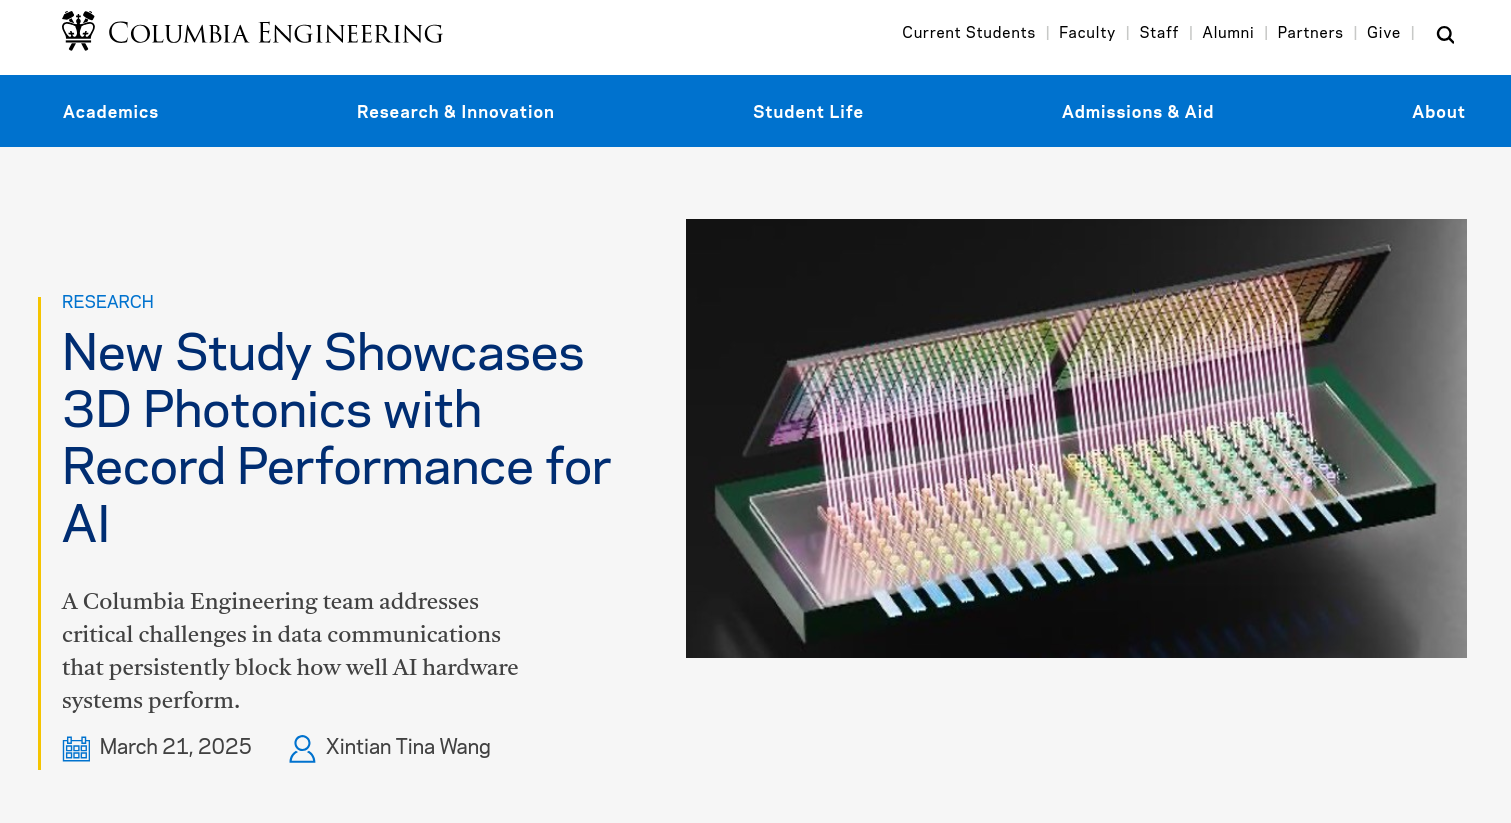 COLUMBIA ENGINEERING
Current Students | Faculty | Staff | Alumni | Partners | Give |
Academics Research & Innovation Student Life Admissions & Aid About
RESEARCH
New Study Showcases
3D Photonics with
Record Performance for
AI
A Columbia Engineering team addresses
critical challenges in data communications
that persistently block how well AI hardware
systems perform.
March 21, 2025 Xintian Tina Wang